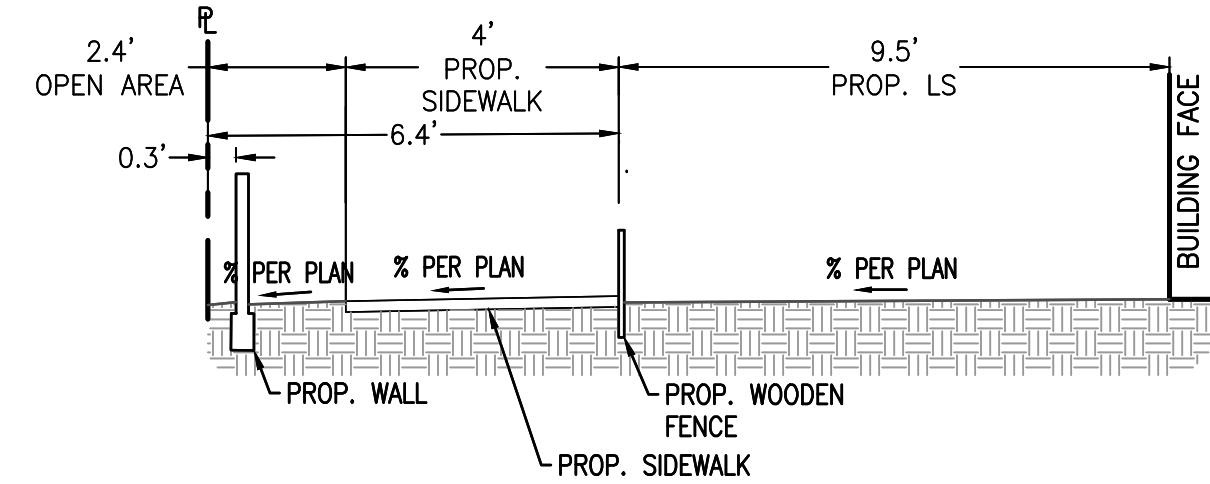 PL
2.4'
OPEN AREA
4'
PROP.
SIDEWALK
9.5'
PROP. LS
6.4'
0.3'
BUILDING FACE
% PER PLAN
% PER PLAN
% PER PLAN
PROP. WALL
PROP. WOODEN
FENCE
PROP. SIDEWALK